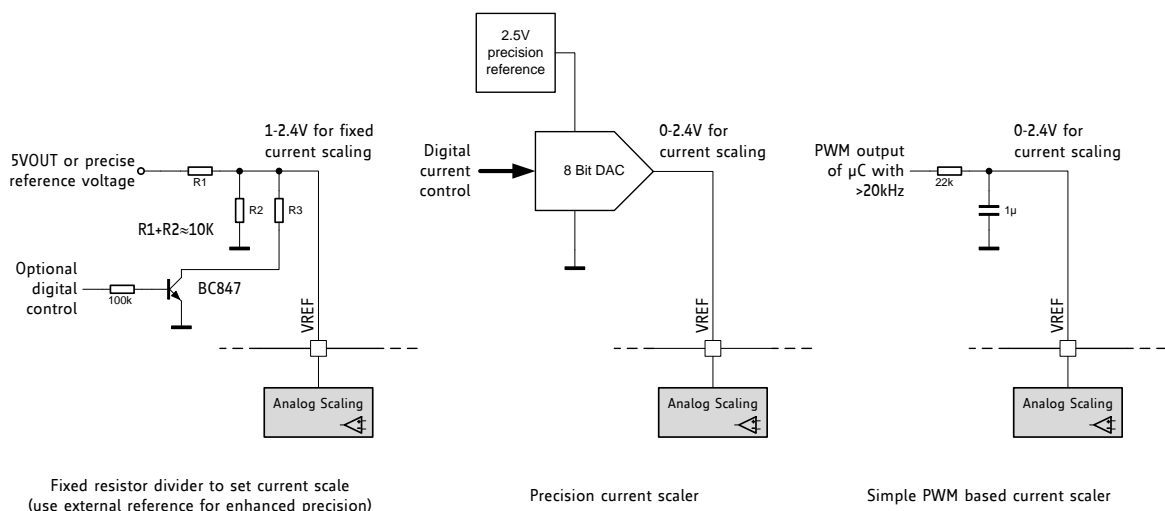 5VOUT or precise
reference voltage
R1
1-2.4V for fixed
current scaling
R2
R3
R1+R2≈10K
Optional
digital
control
100k
BC847
VREF
Analog Scaling
Fixed resistor divider to set current scale
(use external reference for enhanced precision)
2.5V
precision
reference
Digital
current
control
8 Bit DAC
0-2.4V for
current scaling
VREF
Analog Scaling
Precision current scaler
PWM output
of µC with
>20kHz
22k
0-2.4V for
current scaling
1µ
VREF
Analog Scaling
Simple PWM based current scaler